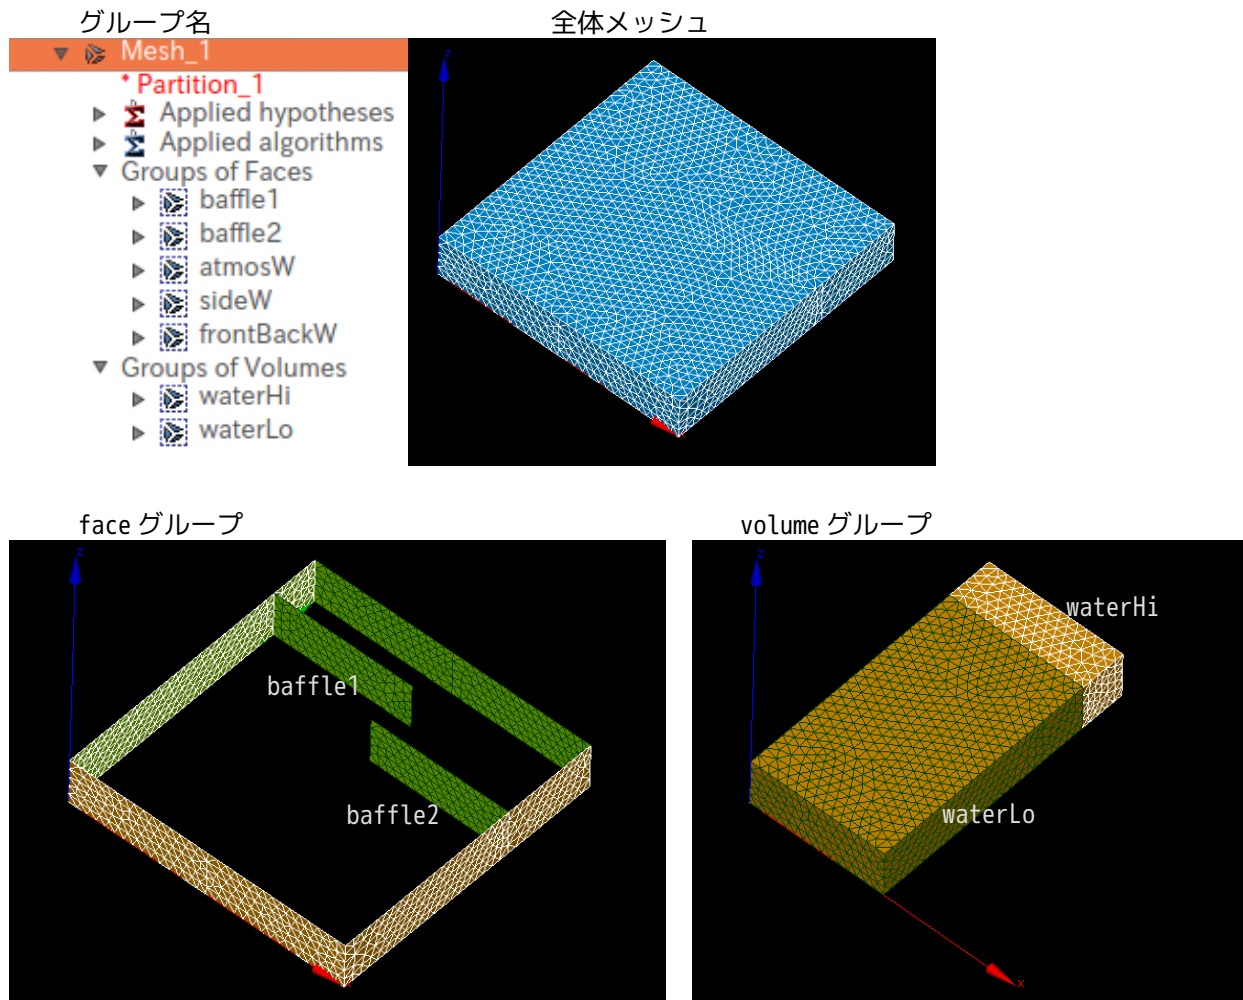 グループ名
全体メッシュ
Mesh_1
* Partition_1
Applied hypotheses
Applied algorithms
Groups of Faces
baffle1
baffle2
atmosW
sideW
frontBackW
Groups of Volumes
waterHi
waterLo
z
face グループ
volume グループ
z
baffle1
baffle2
z
waterHi
waterLo
x